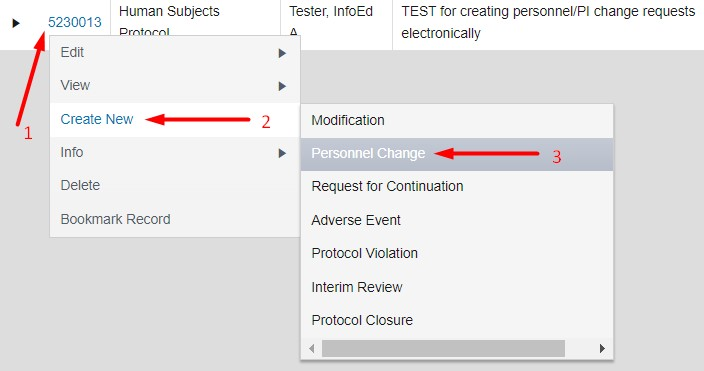 Human Subjects Tester, InfoEd TEST for creating personnel/PI change requests
5230013
Protocol A electronically
Edit
View
1
Create New
2
Modification
Info
Personnel Change
3
Delete
Request for Continuation
Bookmark Record
Adverse Event
Protocol Violation
Interim Review
Protocol Closure